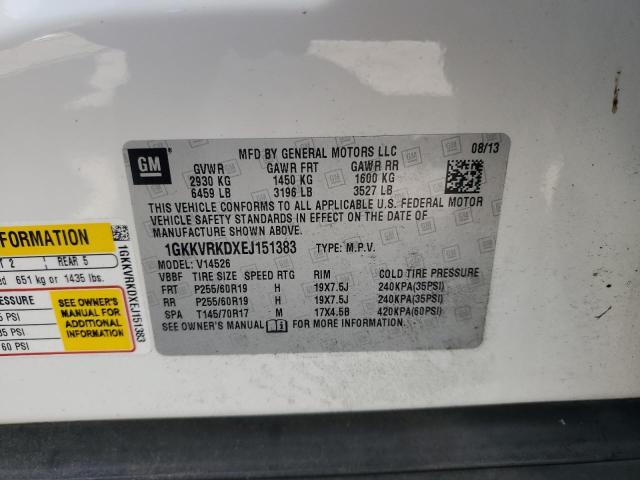 GM
MFD BY GENERAL MOTORS LLC
08/13
GVWR GAWR FRT GAWR RR
2930 KG 1450 KG 1600 KG
6459 LB 3196 LB 3527 LB
THIS VEHICLE CONFORMS TO ALL APPLICABLE U.S. FEDERAL MOTOR
VEHICLE SAFETY STANDARDS IN EFFECT ON THE DATE OF
MANUFACTURE SHOWN ABOVE.
1GKKVRKDXEJ151383 TYPE: M.P.V.
MODEL: V14526
VBBF TIRE SIZE SPEED RTG RIM COLD TIRE PRESSURE
FRT P255/60R19 H 19X7.5J 240KPA(35PSI)
RR P255/60R19 H 19X7.5J 240KPA(35PSI)
SPA T145/70R17 M 17X4.5B 420KPA(60PSI)
SEE OWNER'S MANUAL FOR MORE INFORMATION.
INFORMATION
2 REAR 5
651 kg or 1435 lbs.
PRESSURE
5 PSI
35 PSI
60 PSI
SEE OWNER'S
MANUAL FOR
ADDITIONAL
INFORMATION
1GKKVRKDXEJ151383